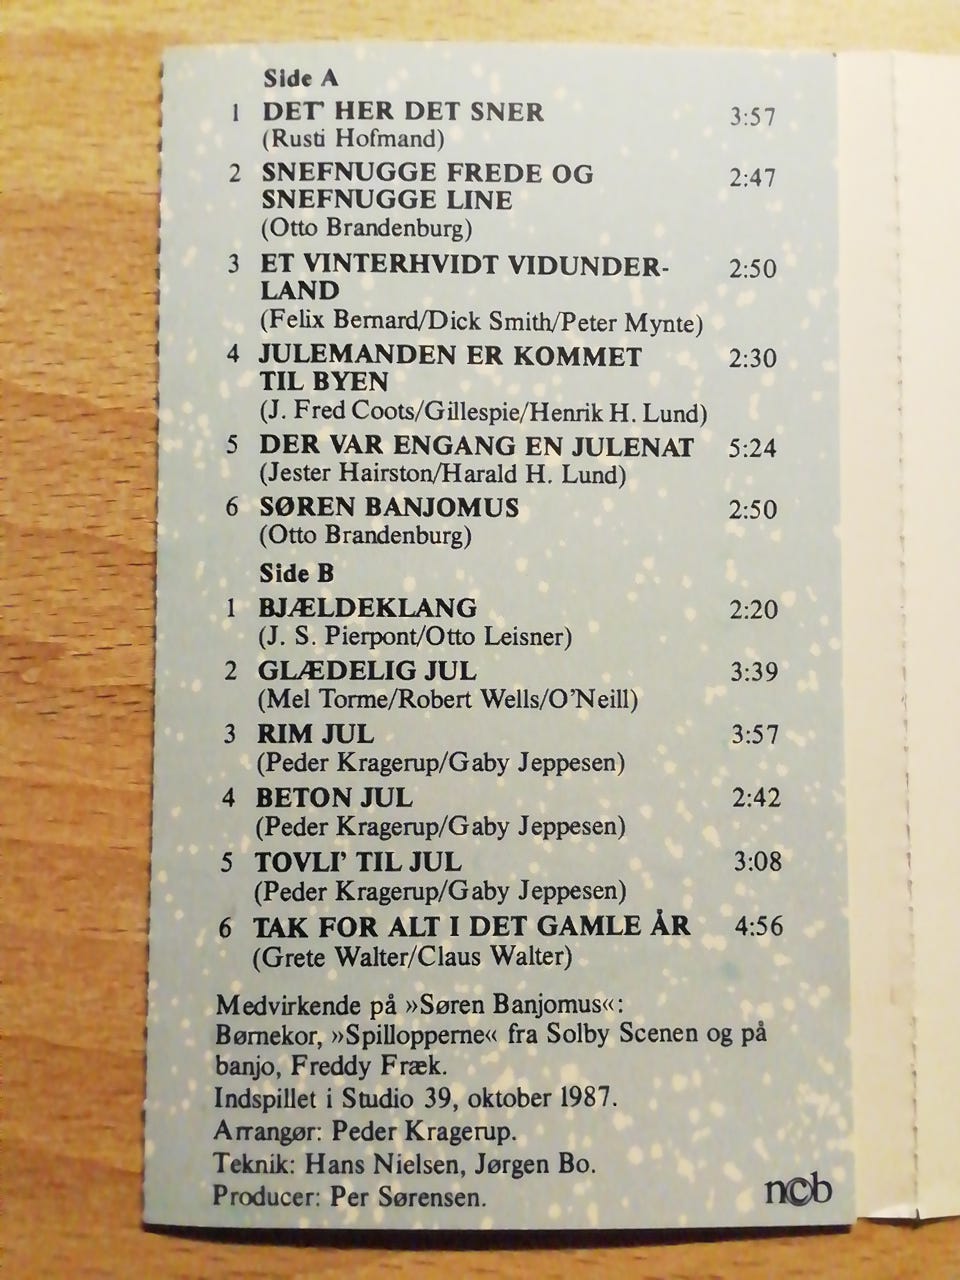 Side A
1 DET' HER DET SNER 3:57
(Rusti Hofmand)
2 SNEFNUGGE FREDE OG 2:47
SNEFNUGGE LINE
(Otto Brandenburg)
3 ET VINTERHVIDT VIDUNDER- 2:50
LAND
(Felix Bernard/Dick Smith/Peter Mynte)
4 JULEMANDEN ER KOMMET 2:30
TIL BYEN
(J. Fred Coots/Gillespie/Henrik H. Lund)
5 DER VAR ENGANG EN JULENAT 5:24
(Jester Hairston/Harald H. Lund)
6 SØREN BANJOMUS 2:50
(Otto Brandenburg)
Side B
1 BJÆLDEKLANG 2:20
(J. S. Pierpont/Otto Leisner)
2 GLÆDELIG JUL 3:39
(Mel Torme/Robert Wells/O'Neill)
3 RIM JUL 3:57
(Peder Kragerup/Gaby Jeppesen)
4 BETON JUL 2:42
(Peder Kragerup/Gaby Jeppesen)
5 TOVLI' TIL JUL 3:08
(Peder Kragerup/Gaby Jeppesen)
6 TAK FOR ALT I DET GAMLE ÅR 4:56
(Grete Walter/Claus Walter)
Medvirkende på »Søren Banjomus«:
Børnekor, »Spillopperne« fra Solby Scenen og på
banjo, Freddy Fræk.
Indspillet i Studio 39, oktober 1987.
Arrangør: Peder Kragerup.
Teknik: Hans Nielsen, Jørgen Bo.
Producer: Per Sørensen.
n©b